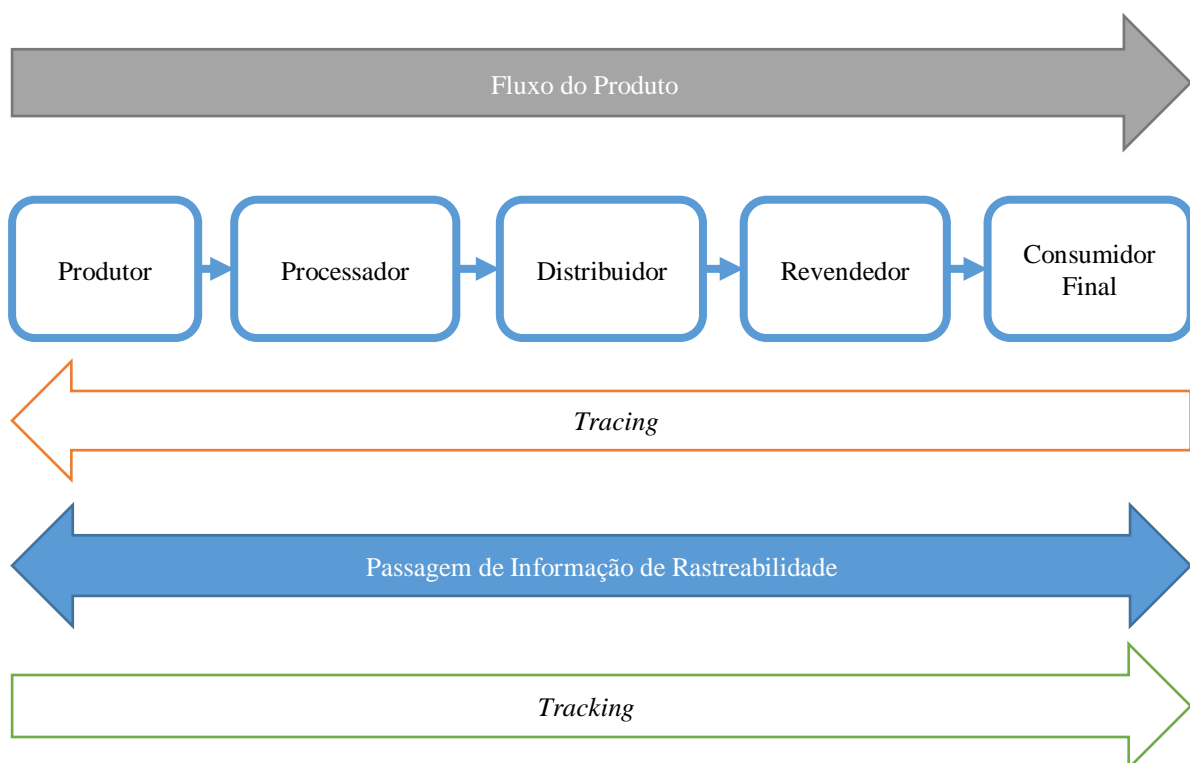 Fluxo do Produto
Produtor
Processador
Distribuidor
Revendedor
Consumidor
Final
Tracing
Passagem de Informação de Rastreabilidade
Tracking